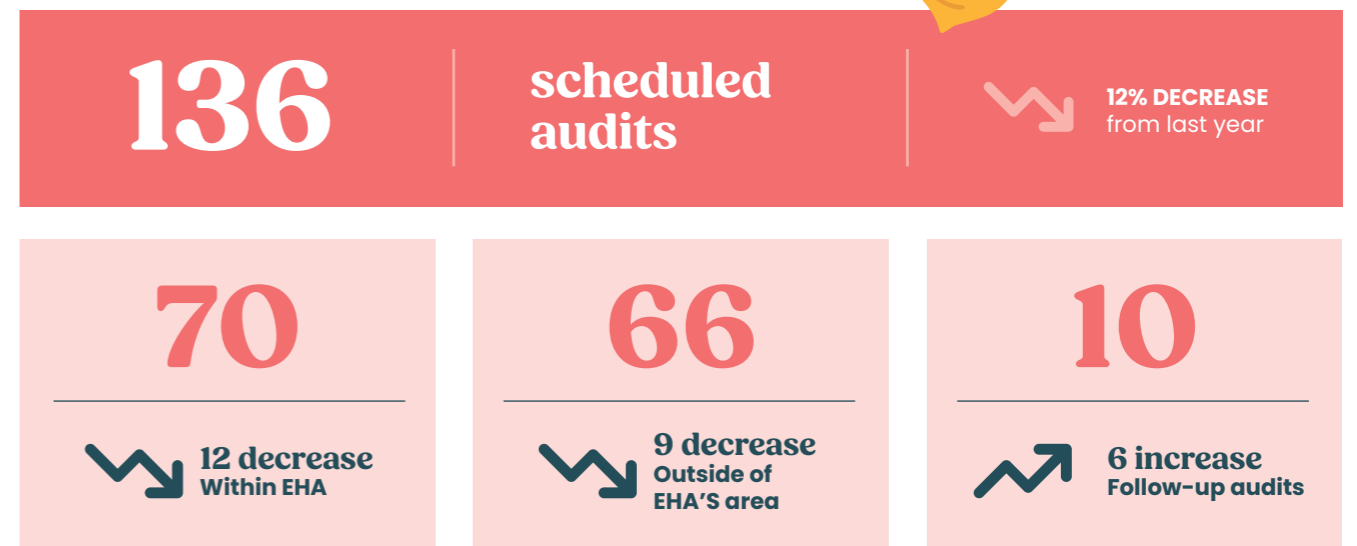 136
scheduled
audits
12% DECREASE
from last year
70
12 decrease
Within EHA
66
9 decrease
Outside of
EHA'S area
10
6 increase
Follow-up audits